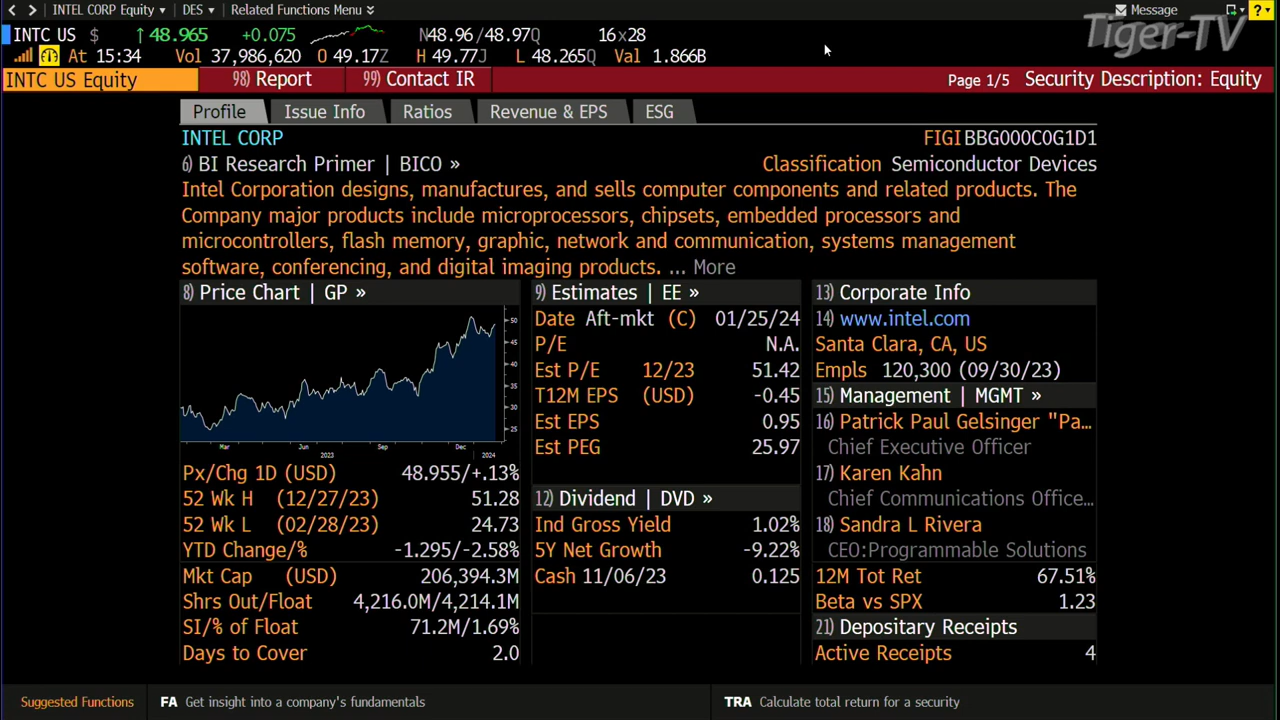 INTEL CORP Equity DES Related Functions Menu Message ?
Tiger-TV
INTC US $ ↑ 48.965 +0.075 N48.96/48.97Q 16x28
At 15:34 Vol 37,986,620 O 49.17Z H 49.77J L 48.265Q Val 1.866B
INTC US Equity 98) Report 99) Contact IR Page 1/5 Security Description: Equity
Profile Issue Info Ratios Revenue & EPS ESG
INTEL CORP FIGI BBG000C0G1D1
6) BI Research Primer | BICO » Classification Semiconductor Devices
Intel Corporation designs, manufactures, and sells computer components and related products. The
Company major products include microprocessors, chipsets, embedded processors and
microcontrollers, flash memory, graphic, network and communication, systems management
software, conferencing, and digital imaging products. ... More
8) Price Chart | GP »
50
45
40
35
30
25
Mar Jun Sep Dec
2023 2024
Px/Chg 1D (USD) 48.955/+.13%
52 Wk H (12/27/23) 51.28
52 Wk L (02/28/23) 24.73
YTD Change/% -1.295/-2.58%
Mkt Cap (USD) 206,394.3M
Shrs Out/Float 4,216.0M/4,214.1M
SI/% of Float 71.2M/1.69%
Days to Cover 2.0
9) Estimates | EE »
Date Aft-mkt (C) 01/25/24
P/E N.A.
Est P/E 12/23 51.42
T12M EPS (USD) -0.45
Est EPS 0.95
Est PEG 25.97
12) Dividend | DVD »
Ind Gross Yield 1.02%
5Y Net Growth -9.22%
Cash 11/06/23 0.125
13) Corporate Info
14) www.intel.com
Santa Clara, CA, US
Empls 120,300 (09/30/23)
15) Management | MGMT »
16) Patrick Paul Gelsinger "Pa...
Chief Executive Officer
17) Karen Kahn
Chief Communications Office...
18) Sandra L Rivera
CEO:Programmable Solutions
12M Tot Ret 67.51%
Beta vs SPX 1.23
21) Depositary Receipts
Active Receipts 4
Suggested Functions FA Get insight into a company's fundamentals TRA Calculate total return for a security